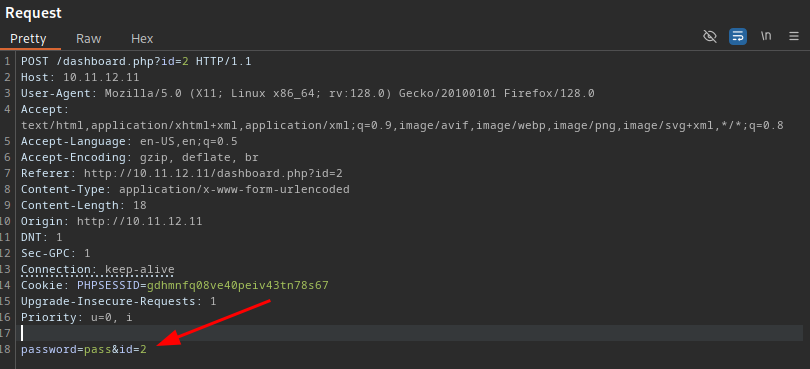 Request
Pretty Raw Hex
\n
1 POST /dashboard.php?id=2 HTTP/1.1
2 Host: 10.11.12.11
3 User-Agent: Mozilla/5.0 (X11; Linux x86_64; rv:128.0) Gecko/20100101 Firefox/128.0
4 Accept:
text/html,application/xhtml+xml,application/xml;q=0.9,image/avif,image/webp,image/png,image/svg+xml,*/*;q=0.8
5 Accept-Language: en-US,en;q=0.5
6 Accept-Encoding: gzip, deflate, br
7 Referer: http://10.11.12.11/dashboard.php?id=2
8 Content-Type: application/x-www-form-urlencoded
9 Content-Length: 18
10 Origin: http://10.11.12.11
11 DNT: 1
12 Sec-GPC: 1
13 Connection: keep-alive
14 Cookie: PHPSESSID=gdhmnfq08ve40peiv43tn78s67
15 Upgrade-Insecure-Requests: 1
16 Priority: u=0, i
17
18 password=pass&id=2